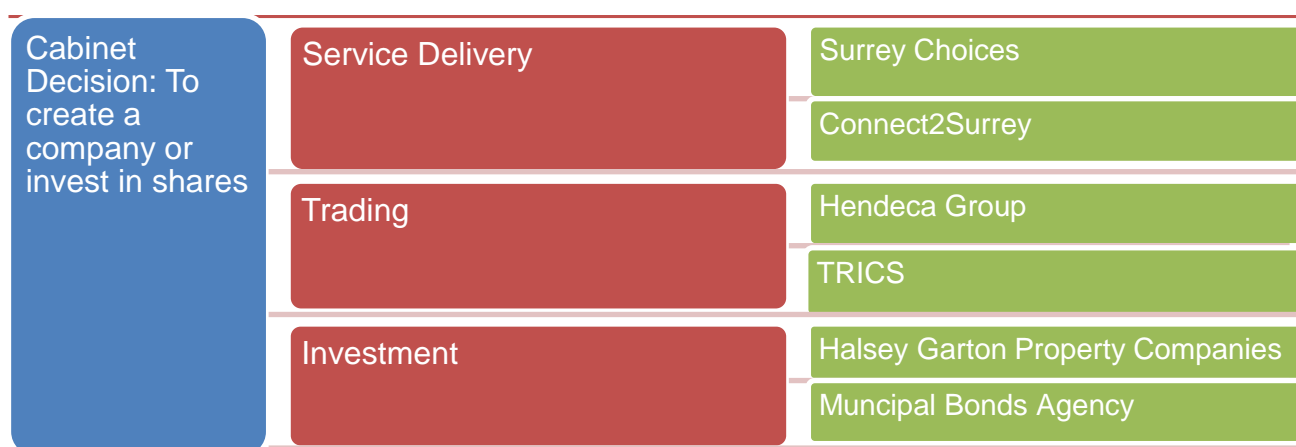 Cabinet
Decision: To
create a
company or
invest in shares
Service Delivery
Surrey Choices
Connect2Surrey
Trading
Hendeca Group
TRICS
Investment
Halsey Garton Property Companies
Muncipal Bonds Agency